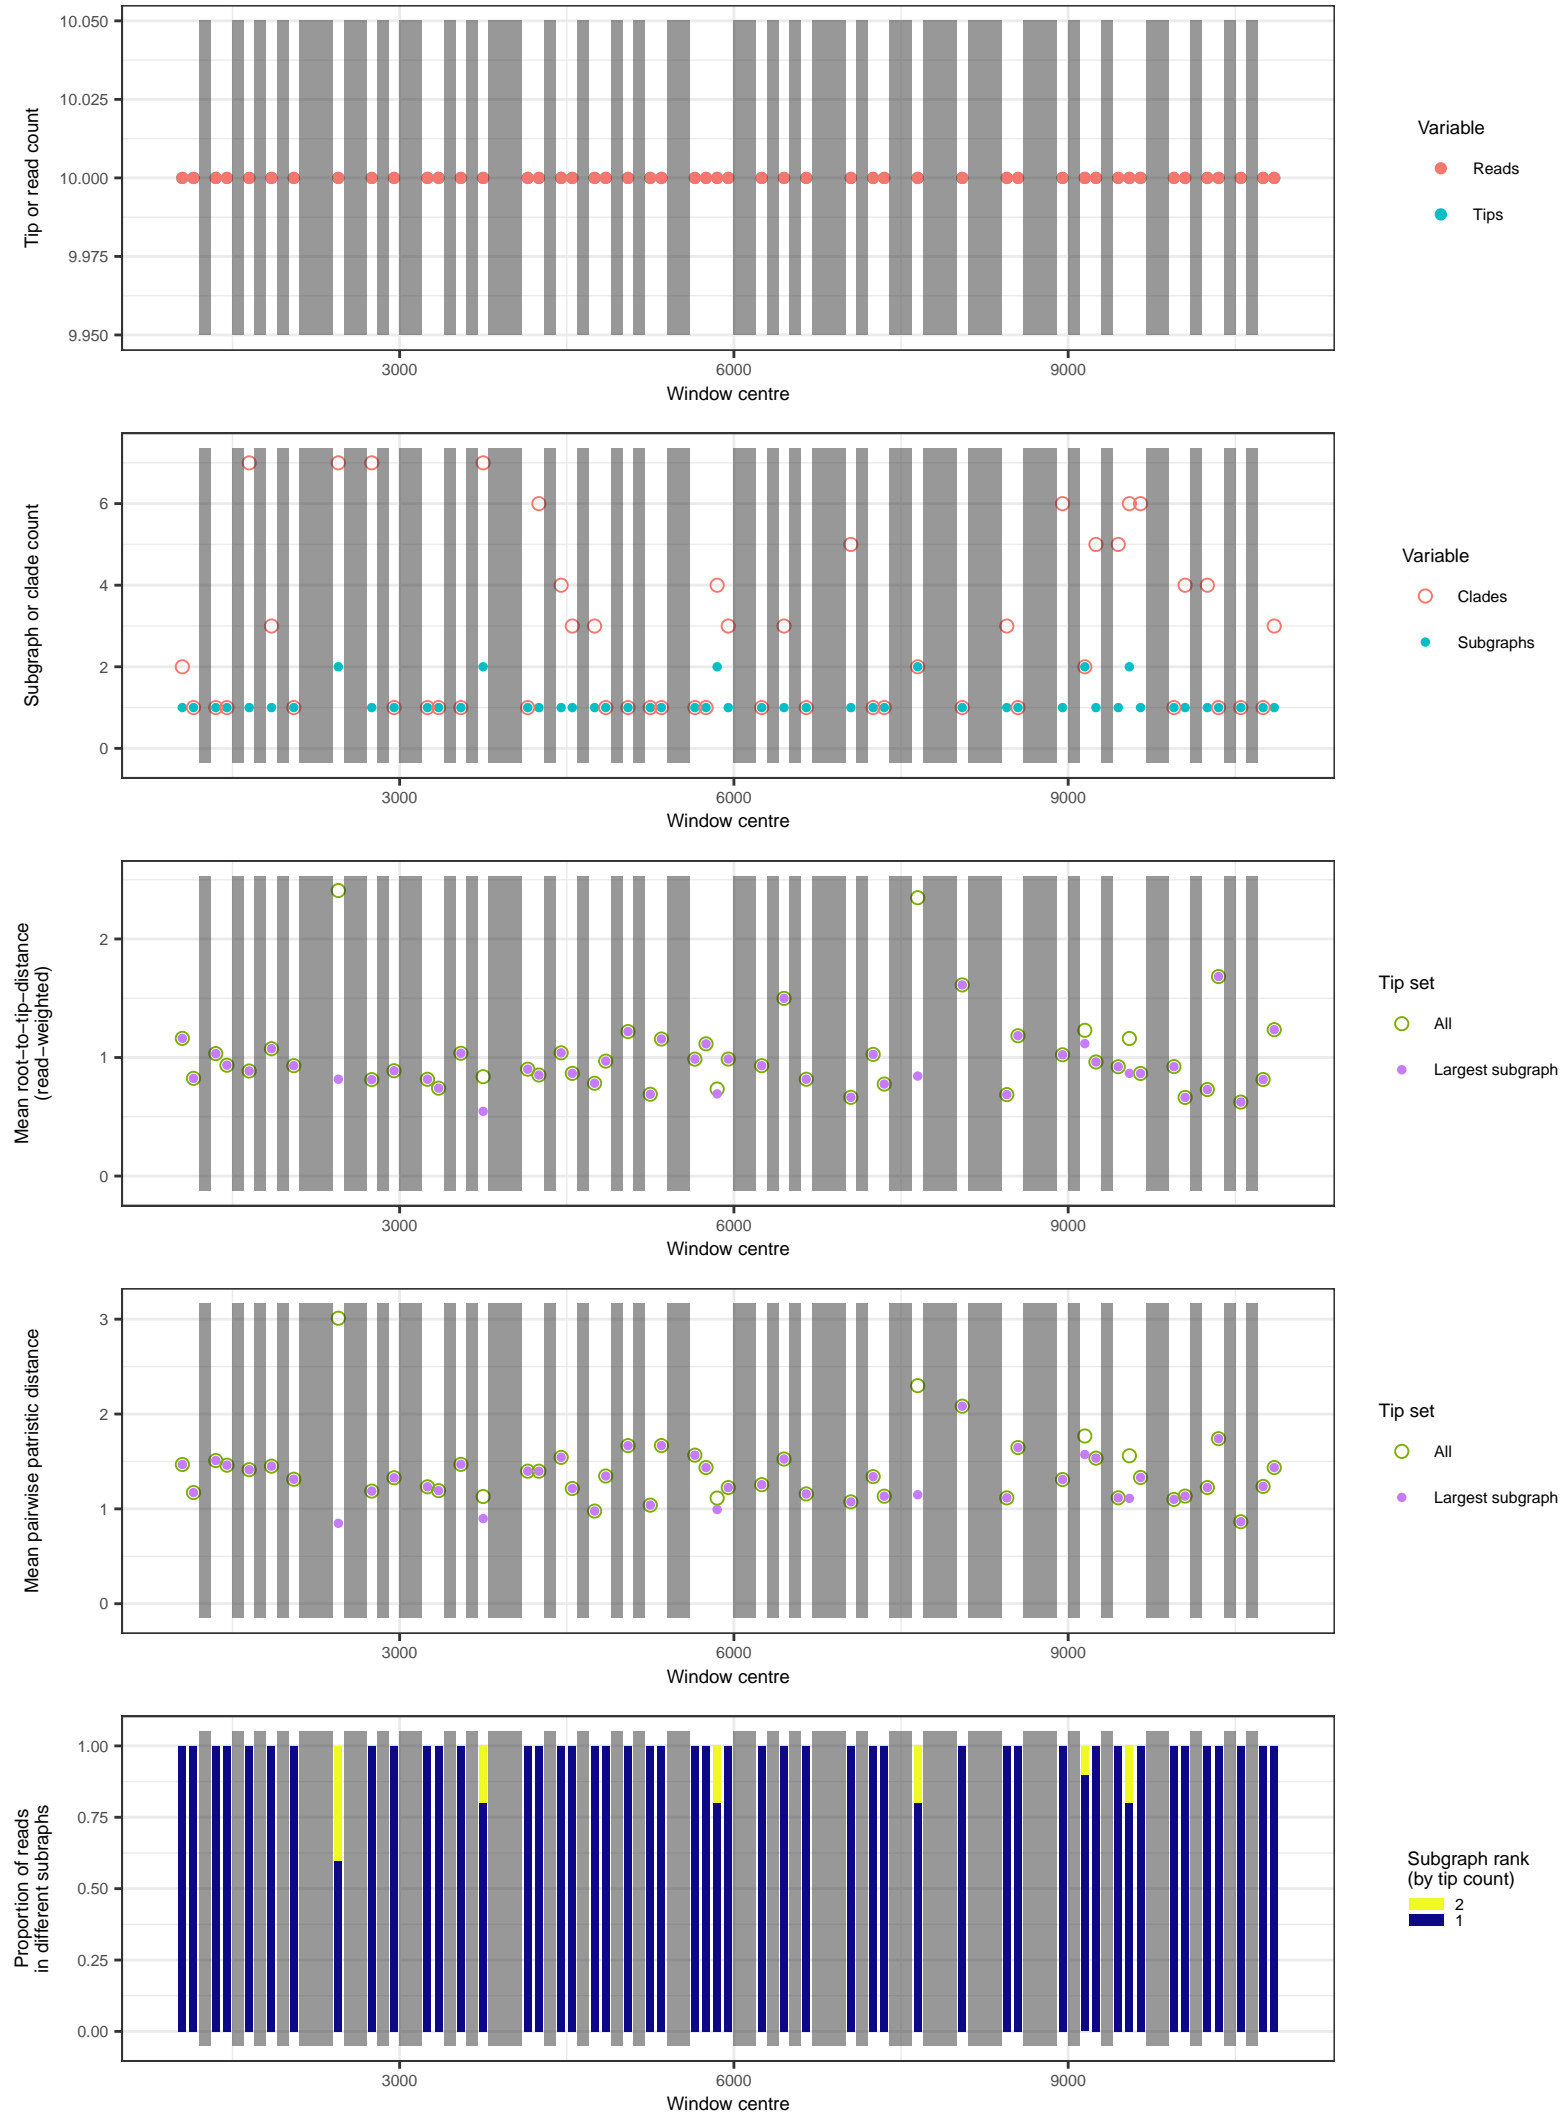 10.050
10.025
10.000
9.975
9.950
Tip or read count
3000
6000
9000
Window centre
Variable
Reads
Tips
6
4
2
0
Subgraph or clade count
3000
6000
9000
Window centre
Variable
Clades
Subgraphs
2
1
0
Mean root−to−tip−distance
(read−weighted)
3000
6000
9000
Window centre
Tip set
All
Largest subgraph
3
2
1
0
Mean pairwise patristic distance
3000
6000
9000
Window centre
Tip set
All
Largest subgraph
1.00
0.75
0.50
0.25
0.00
Proportion of reads
in different subraphs
3000
6000
9000
Window centre
Subgraph rank
(by tip count)
2
1